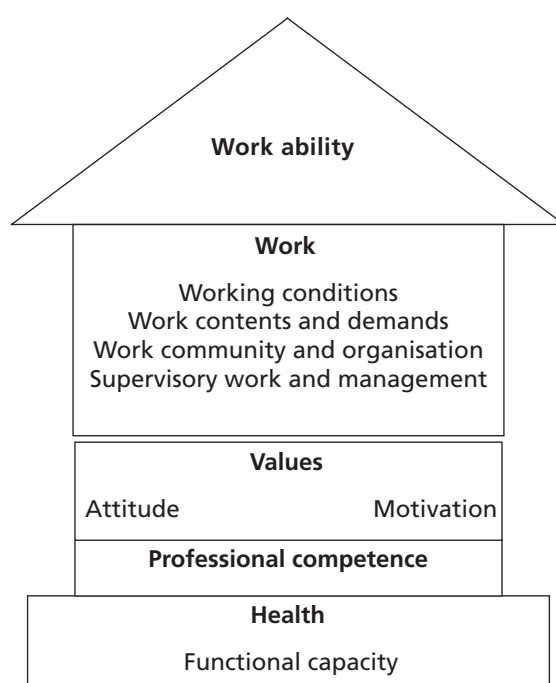 Work ability
Work
Working conditions
Work contents and demands
Work community and organisation
Supervisory work and management
Values
Attitude Motivation
Professional competence
Health
Functional capacity